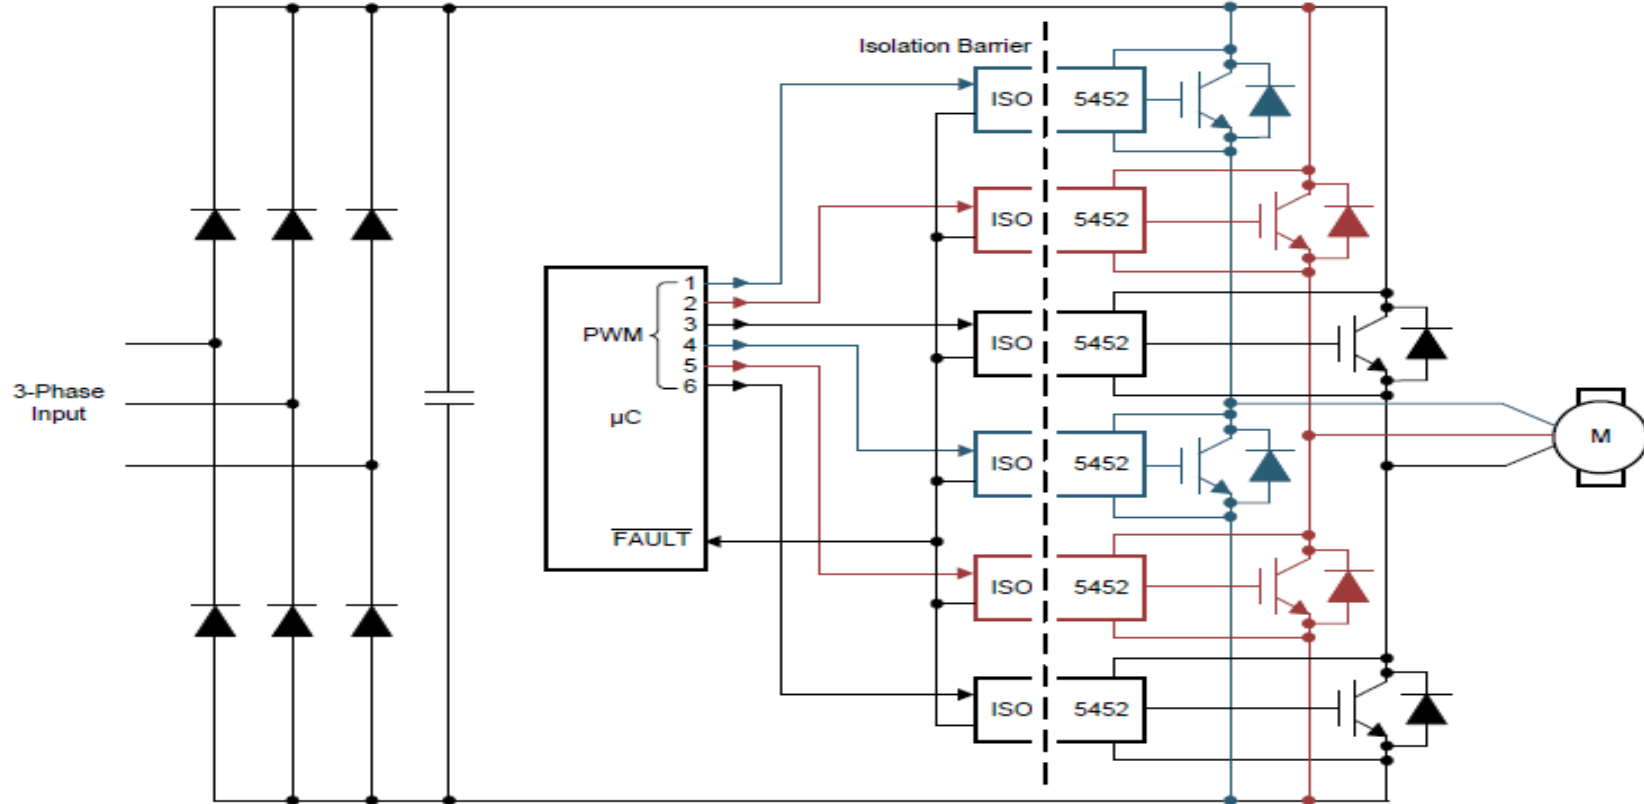 Isolation Barrier
ISO 5452
ISO 5452
1
2
3
PWM
4
5
6
µC
FAULT
ISO 5452
3-Phase
Input
M
ISO 5452
ISO 5452
ISO 5452